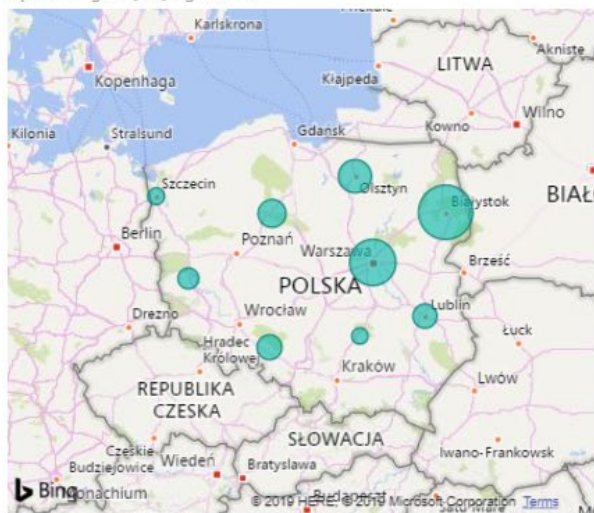 Karlskrona
Akniste
Kopenhaga
LITWA
Kłajpeda
Wilno
Kowno
Kilonia
Stralsund
Gdańsk
Szczecin
Olsztyn
Białystok
BIAŁ
Berlin
Poznań
Warszawa
Brześć
POLSKA
Lublin
Drezno
Wrocław
Łuck
Hradec
Królowej
Kraków
Lwów
REPUBLIKA
CZESKA
SŁOWACJA
Czeskie
Budziejowice
Wiedeń
Bratysława
Iwano-Frankowsk
Bing
© 2019 HERE, © 2019 Microsoft Corporation Terms
Budapeszt